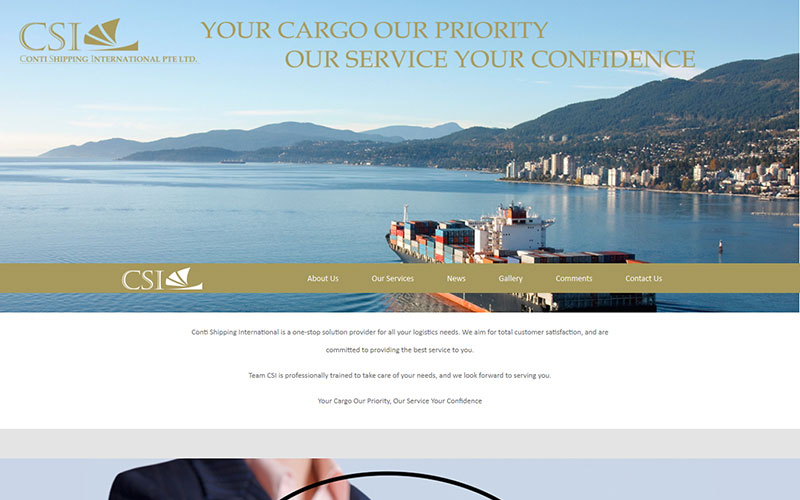 CSI
CONTI SHIPPING INTERNATIONAL PTE LTD.
YOUR CARGO OUR PRIORITY
OUR SERVICE YOUR CONFIDENCE
CSI
About Us
Our Services
News
Gallery
Comments
Contact Us
Conti Shipping International is a one-stop solution provider for all your logistics needs. We aim for total customer satisfaction, and are
committed to providing the best service to you.
Team CSI is professionally trained to take care of your needs, and we look forward to serving you.
Your Cargo Our Priority, Our Service Your Confidence